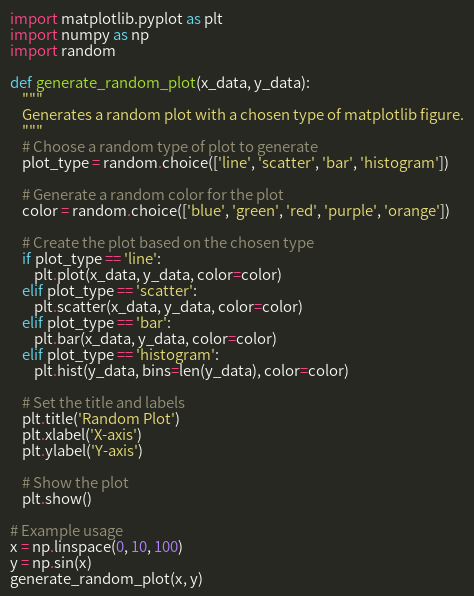 import matplotlib.pyplot as plt
import numpy as np
import random

def generate_random_plot(x_data, y_data):
    """
    Generates a random plot with a chosen type of matplotlib figure.
    """
    # Choose a random type of plot to generate
    plot_type = random.choice(['line', 'scatter', 'bar', 'histogram'])

    # Generate a random color for the plot
    color = random.choice(['blue', 'green', 'red', 'purple', 'orange'])

    # Create the plot based on the chosen type
    if plot_type == 'line':
        plt.plot(x_data, y_data, color=color)
    elif plot_type == 'scatter':
        plt.scatter(x_data, y_data, color=color)
    elif plot_type == 'bar':
        plt.bar(x_data, y_data, color=color)
    elif plot_type == 'histogram':
        plt.hist(y_data, bins=len(y_data), color=color)

    # Set the title and labels
    plt.title('Random Plot')
    plt.xlabel('X-axis')
    plt.ylabel('Y-axis')

    # Show the plot
    plt.show()

# Example usage
x = np.linspace(0, 10, 100)
y = np.sin(x)
generate_random_plot(x, y)